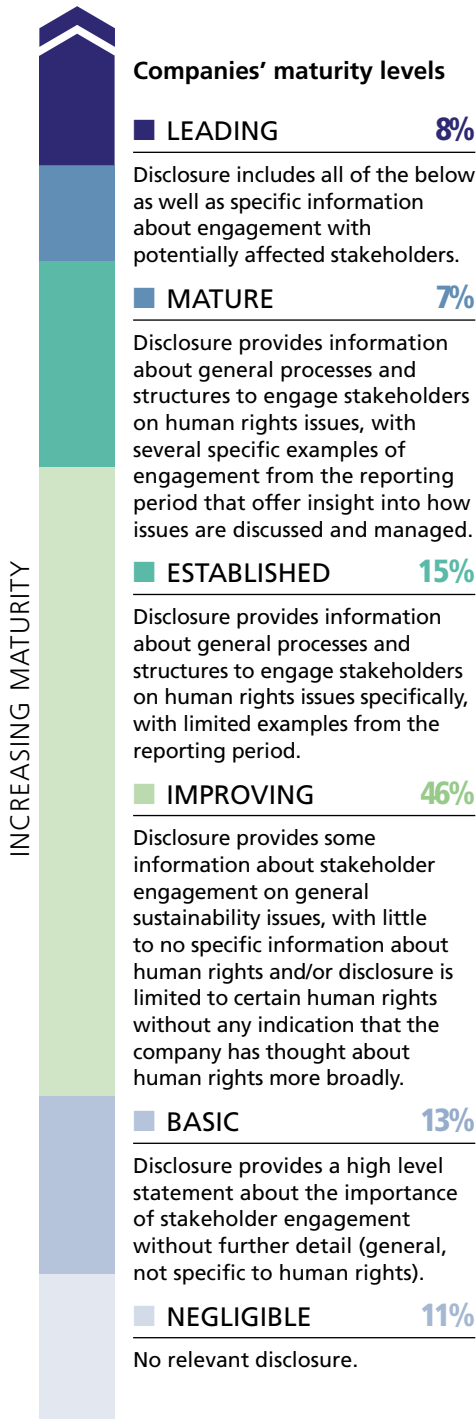 Companies’ maturity levels
LEADING 8%
Disclosure includes all of the below
as well as specific information
about engagement with
potentially affected stakeholders.
MATURE 7%
Disclosure provides information
about general processes and
structures to engage stakeholders
on human rights issues, with
several specific examples of
engagement from the reporting
period that offer insight into how
issues are discussed and managed.
ESTABLISHED 15%
Disclosure provides information
about general processes and
structures to engage stakeholders
on human rights issues specifically,
with limited examples from the
reporting period.
IMPROVING 46%
Disclosure provides some
information about stakeholder
engagement on general
sustainability issues, with little
to no specific information about
human rights and/or disclosure is
limited to certain human rights
without any indication that the
company has thought about
human rights more broadly.
BASIC 13%
Disclosure provides a high level
statement about the importance
of stakeholder engagement
without further detail (general,
not specific to human rights).
NEGLIGIBLE 11%
No relevant disclosure.
INCREASING MATURITY